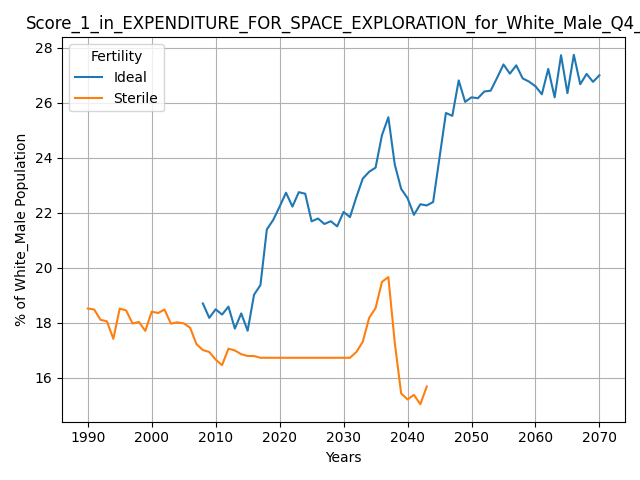 Score_1_in_EXPENDITURE_FOR_SPACE_EXPLORATION_for_White_Male_Q4_
Fertility
Ideal
Sterile
% of White_Male Population
28
26
24
22
20
18
16
1990 2000 2010 2020 2030 2040 2050 2060 2070
Years